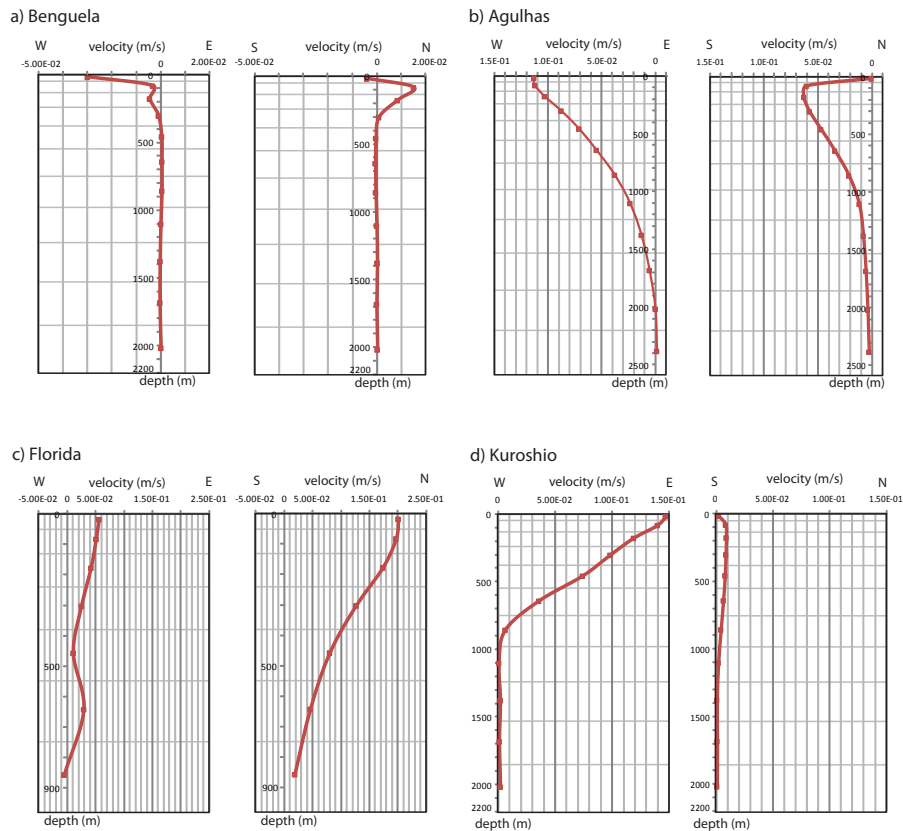 a) Benguela
b) Agulhas
W velocity (m/s) E
-5.00E-02 0 2.00E-02
0
500
1000
1500
2000
2200
depth (m)
S velocity (m/s) N
-5.00E-02 0 2.00E-02
0
500
1000
1500
2000
2200
depth (m)
W velocity (m/s) E
1.5E-01 1.0E-01 5.0E-02 0
0
500
1000
1500
2000
2500
depth (m)
S velocity (m/s) N
1.5E-01 1.0E-01 5.0E-02 0
0
500
1000
1500
2000
2500
depth (m)
c) Florida
d) Kuroshio
W velocity (m/s) E
-5.00E-02 0 5.00E-02 1.50E-01 2.50E-01
0
500
900
depth (m)
S velocity (m/s) N
-5.00E-02 0 5.00E-02 1.50E-01 2.50E-01
0
500
900
depth (m)
W velocity (m/s) E
0 5.00E-02 1.00E-01 1.50E-01
0
500
1000
1500
2000
2200
depth (m)
S velocity (m/s) N
0 5.00E-02 1.00E-01 1.50E-01
0
500
1000
1500
2000
2200
depth (m)